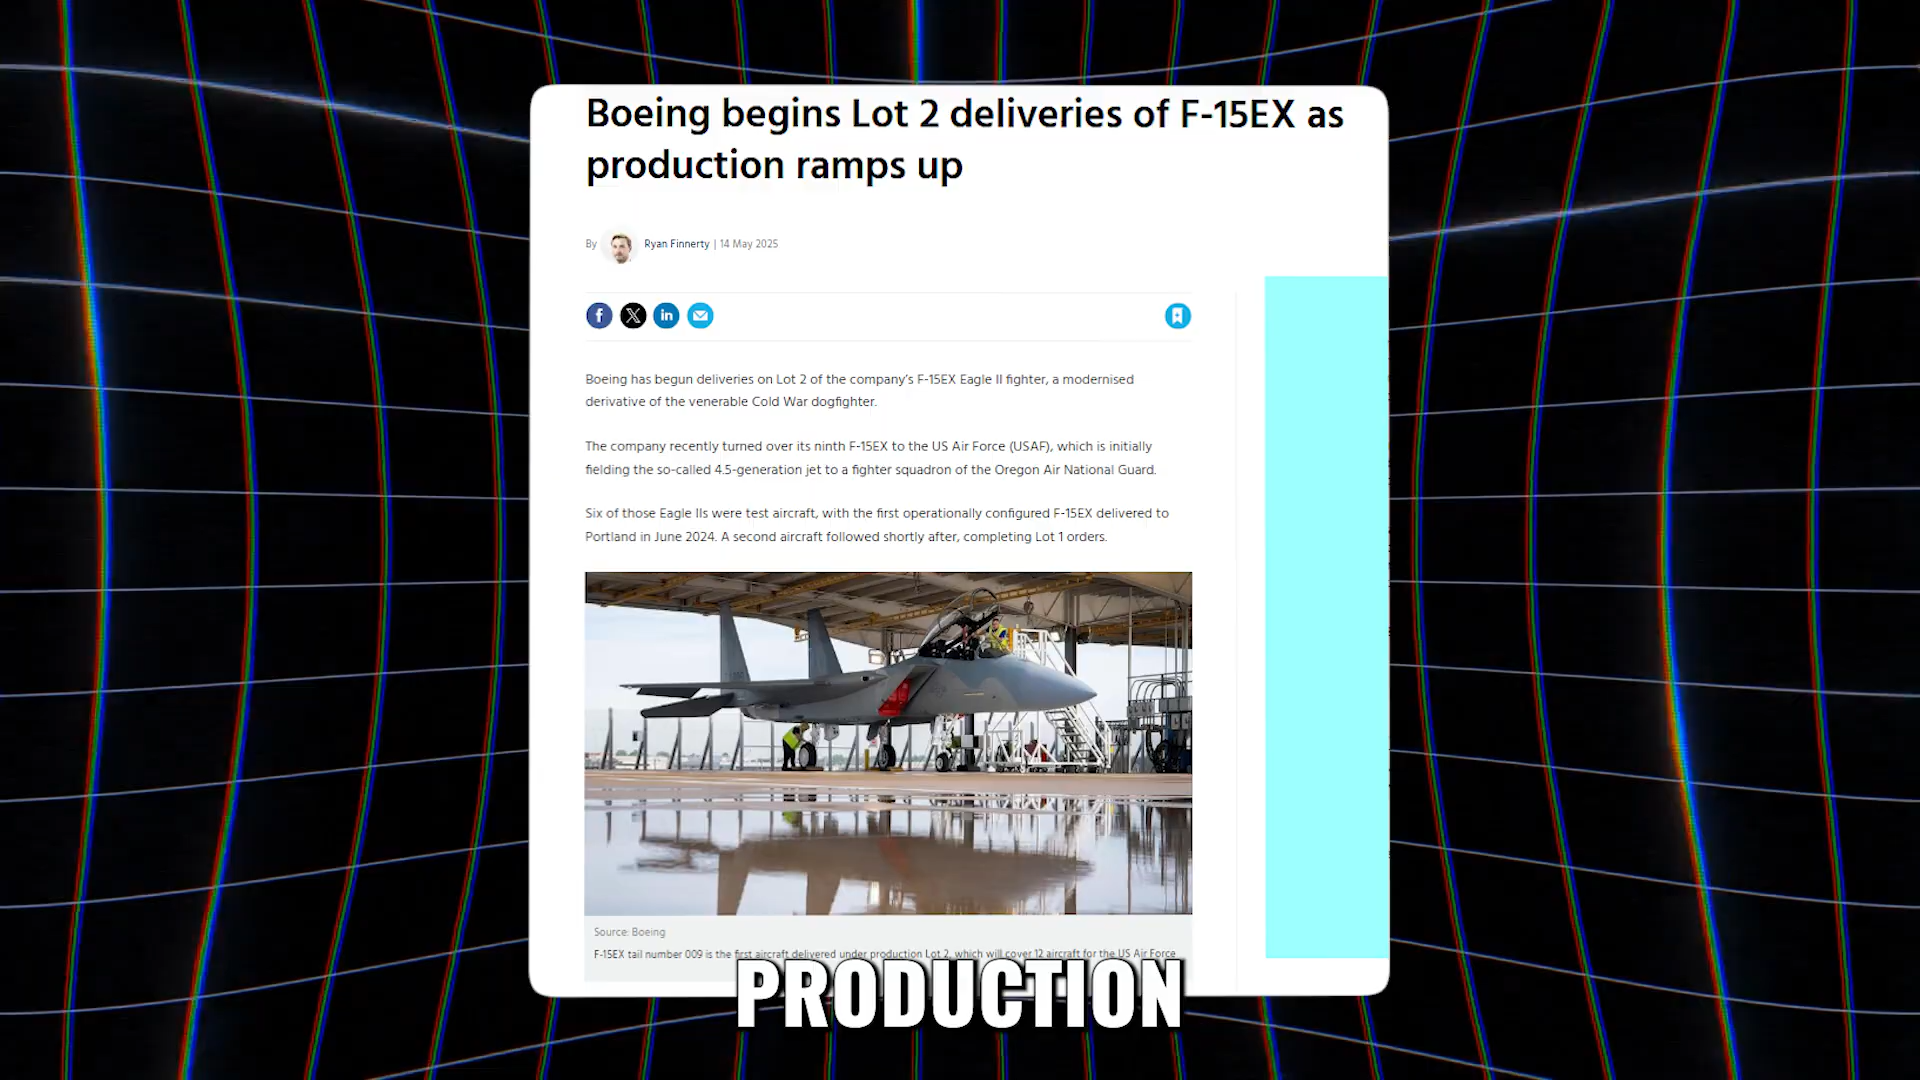 Boeing begins Lot 2 deliveries of F-15EX as
production ramps up
By Ryan Finnerty | 14 May 2025
Boeing has begun deliveries on Lot 2 of the company's F-15EX Eagle II fighter, a modernised
derivative of the venerable Cold War dogfighter.
The company recently turned over its ninth F-15EX to the US Air Force (USAF), which is initially
fielding the so-called 4.5-generation jet to a fighter squadron of the Oregon Air National Guard.
Six of those Eagle IIs were test aircraft, with the first operationally configured F-15EX delivered to
Portland in June 2024. A second aircraft followed shortly after, completing Lot 1 orders.
Source: Boeing
F-15EX tail number 009 is the first aircraft delivered under production Lot 2, which will cover 12 aircraft for the US Air Force
PRODUCTION